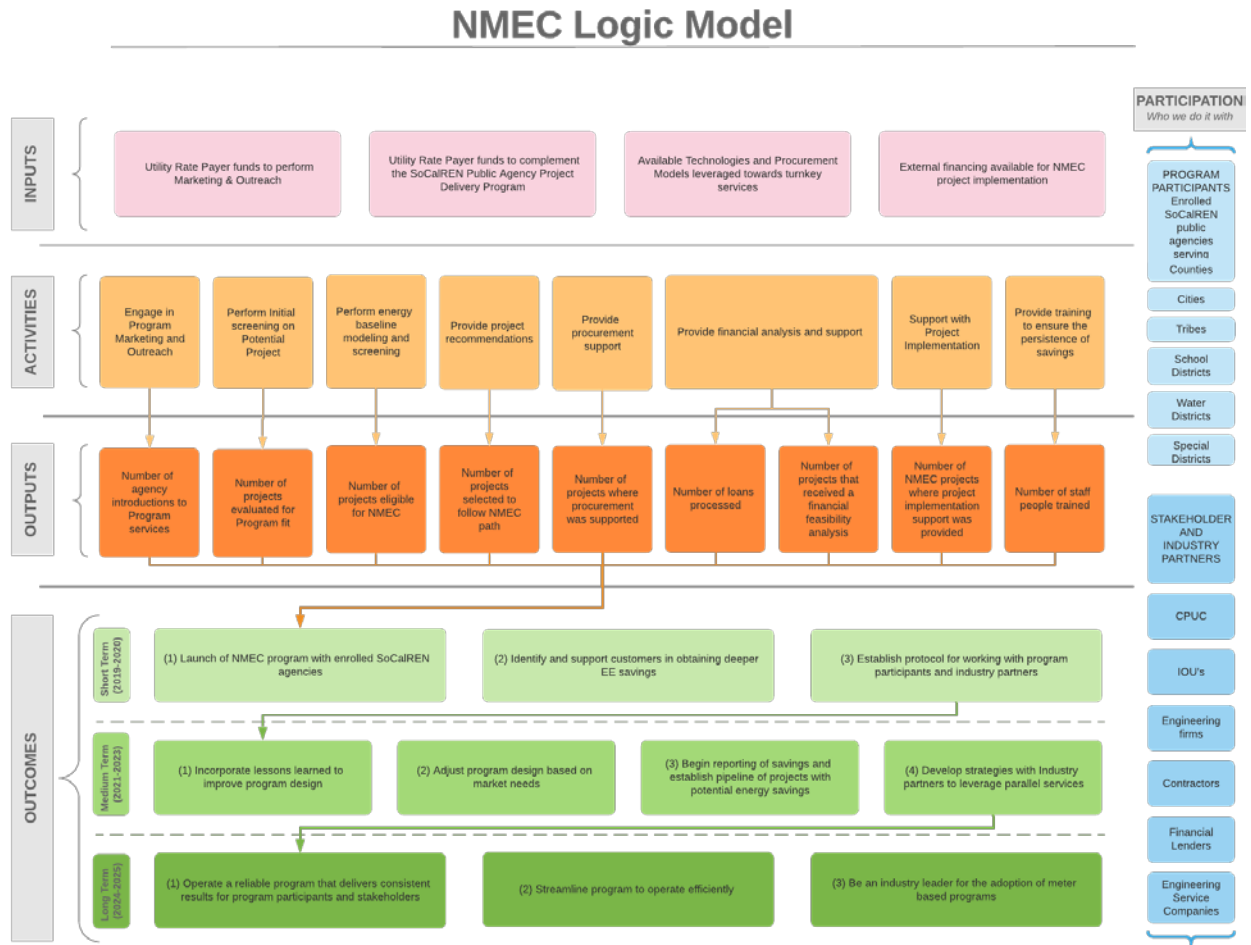 NMEC Logic Model
PARTICIPATION
Who we do it with
INPUTS
Utility Rate Payer funds to perform
Marketing & Outreach
Utility Rate Payer funds to complement
the SoCalREN Public Agency Project
Delivery Program
Available Technologies and Procurement
Models leveraged towards turnkey
services
External financing available for NMEC
project implementation
ACTIVITIES
Engage in
Program
Marketing and
Outreach
Perform Initial
screening on
Potential
Project
Perform energy
baseline
modeling and
screening
Provide project
recommendations
Provide
procurement
support
Provide financial analysis and support
Support with
Project
Implementation
Provide training
to ensure the
persistence of
savings
OUTPUTS
Number of
agency
introductions to
Program
services
Number of
projects
evaluated for
Program fit
Number of
projects eligible
for NMEC
Number of
projects
selected to
follow NMEC
path
Number of
projects where
procurement
was supported
Number of loans
processed
Number of
projects that
received a
financial
feasibility
analysis
Number of
NMEC projects
where project
implementation
support was
provided
Number of staff
people trained
OUTCOMES
Short Term
(2019-2020)
(1) Launch of NMEC program with enrolled SoCalREN
agencies
(2) Identify and support customers in obtaining deeper
EE savings
(3) Establish protocol for working with program
participants and industry partners
Medium Term
(2021-2023)
(1) Incorporate lessons learned to
improve program design
(2) Adjust program design based on
market needs
(3) Begin reporting of savings and
establish pipeline of projects with
potential energy savings
(4) Develop strategies with Industry
partners to leverage parallel services
Long Term
(2024-2025)
(1) Operate a reliable program that delivers consistent
results for program participants and stakeholders
(2) Streamline program to operate efficiently
(3) Be an industry leader for the adoption of meter
based programs
PROGRAM
PARTICIPANTS
Enrolled
SoCalREN
public
agencies
serving
Counties
Cities
Tribes
School
Districts
Water
Districts
Special
Districts
STAKEHOLDER
AND
INDUSTRY
PARTNERS
CPUC
IOU's
Engineering
firms
Contractors
Financial
Lenders
Engineering
Service
Companies